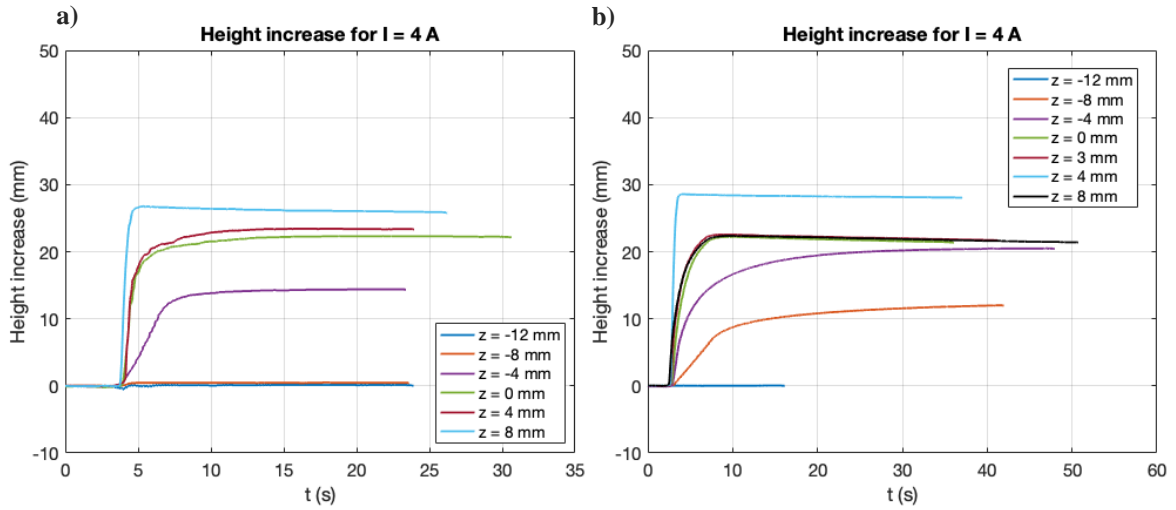 a)
Height increase for I = 4 A
Height increase (mm)
50
40
30
20
10
0
-10
0 5 10 15 20 25 30 35
t (s)
z = -12 mm
z = -8 mm
z = -4 mm
z = 0 mm
z = 4 mm
z = 8 mm
b)
Height increase for I = 4 A
Height increase (mm)
50
40
30
20
10
0
-10
0 10 20 30 40 50 60
t (s)
z = -12 mm
z = -8 mm
z = -4 mm
z = 0 mm
z = 3 mm
z = 4 mm
z = 8 mm